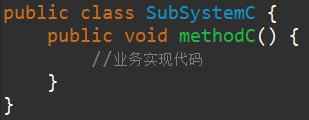 public class SubSystemC {
    public void methodC() {
        //业务实现代码
    }
}